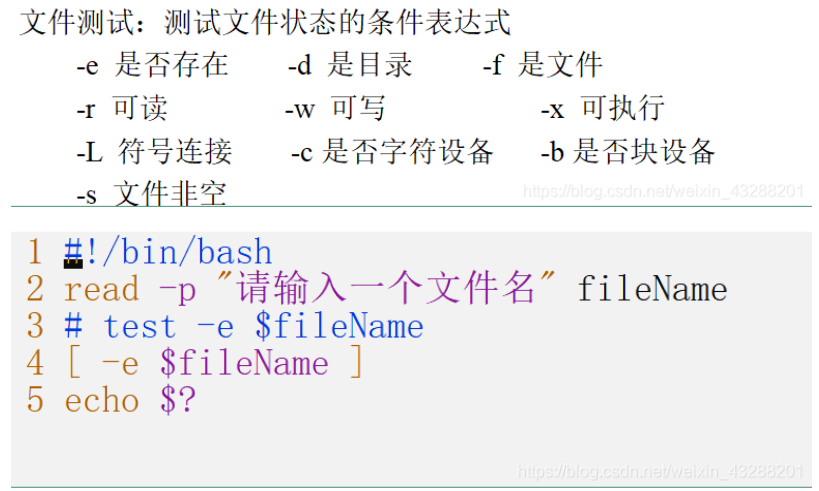 文件测试：测试文件状态的条件表达式
-e 是否存在 -d 是目录 -f 是文件
-r 可读 -w 可写 -x 可执行
-L 符号连接 -c 是否字符设备 -b 是否块设备
-s 文件非空
https://blog.csdn.net/weixin_43288201
1 #!/bin/bash
2 read -p "请输入一个文件名" fileName
3 # test -e $fileName
4 [ -e $fileName ]
5 echo $?
https://blog.csdn.net/weixin_43288201